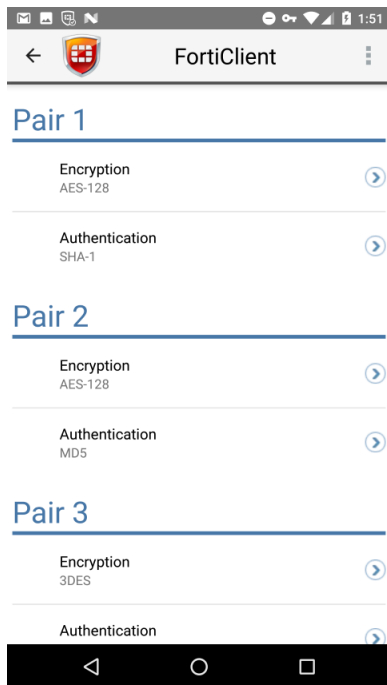 1:51
FortiClient
Pair 1
Encryption
AES-128
Authentication
SHA-1
Pair 2
Encryption
AES-128
Authentication
MD5
Pair 3
Encryption
3DES
Authentication